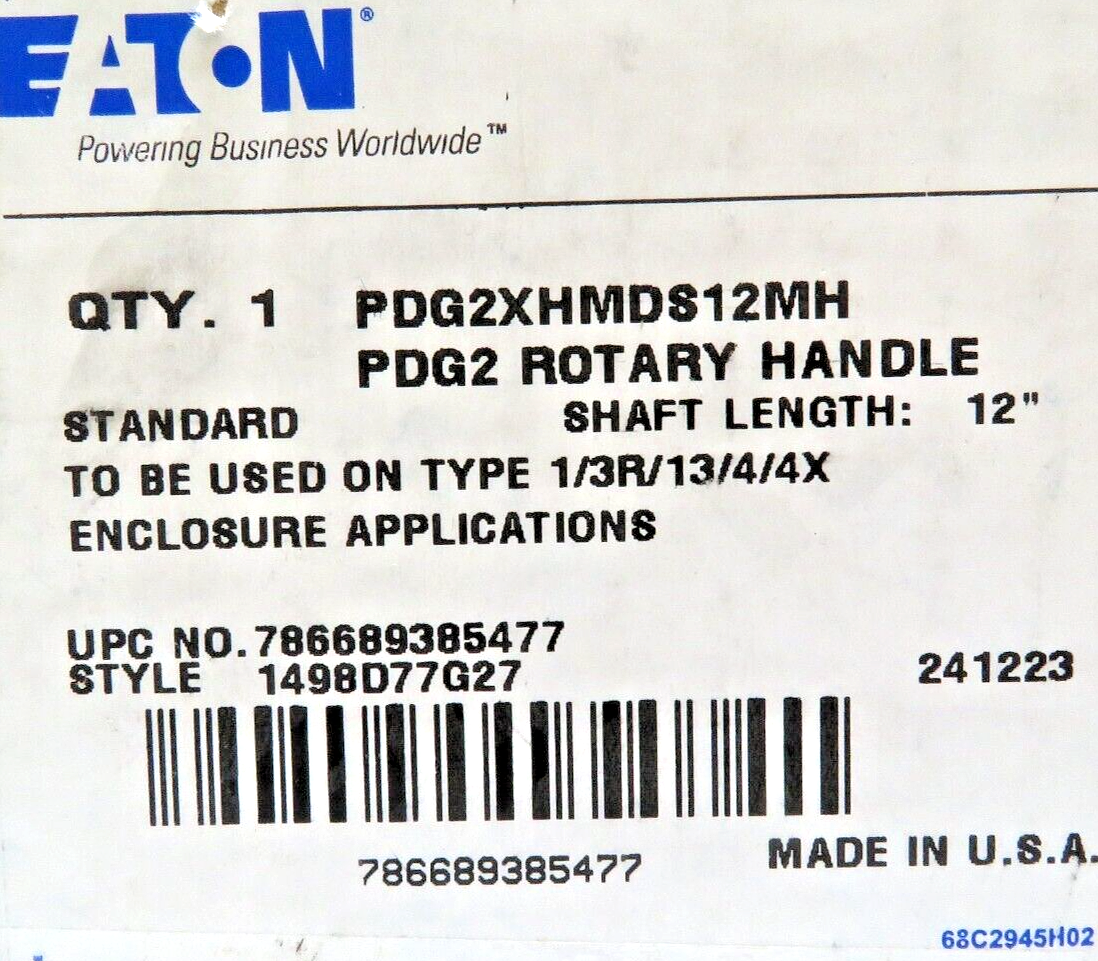 EATON®
Powering Business Worldwide™
QTY. 1 PDG2XHMDS12MH
PDG2 ROTARY HANDLE
STANDARD SHAFT LENGTH: 12"
TO BE USED ON TYPE 1/3R/13/4/4X
ENCLOSURE APPLICATIONS
UPC NO.786689385477
STYLE 1498D77G27 241223
786689385477
MADE IN U.S.A.
68C2945H02